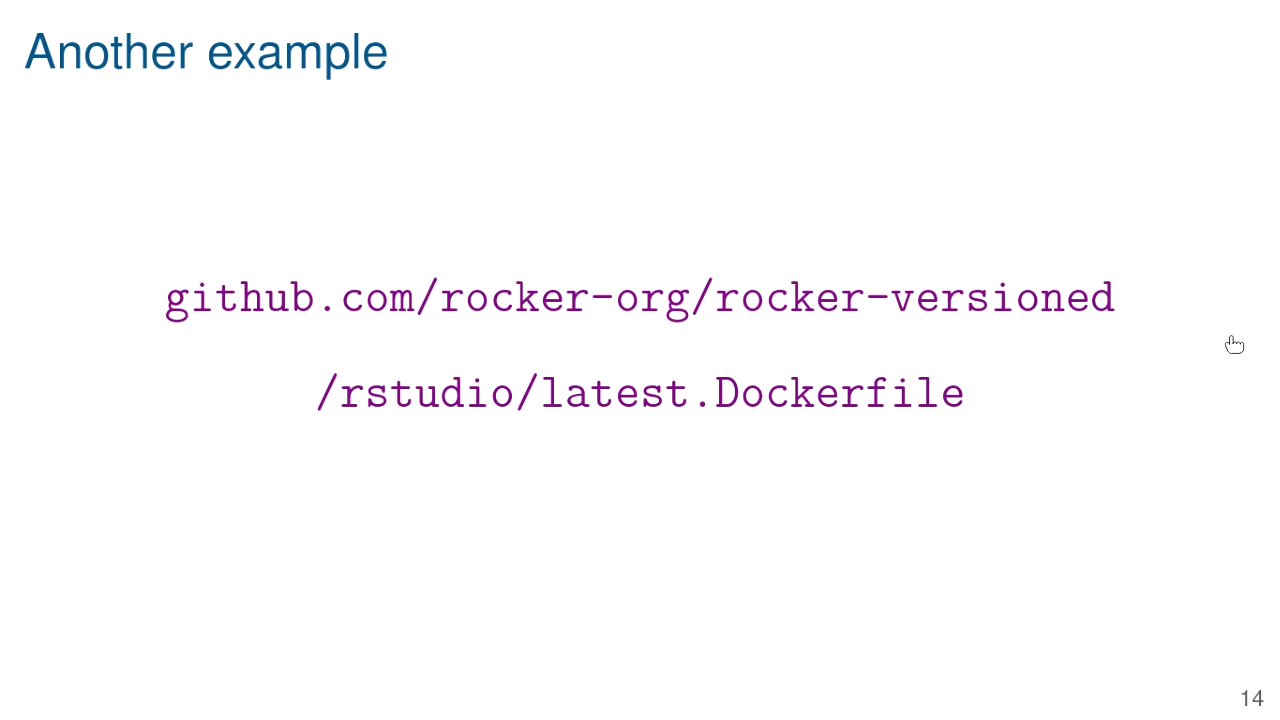 Another example
github.com/rocker-org/rocker-versioned
/rstudio/latest.Dockerfile
14